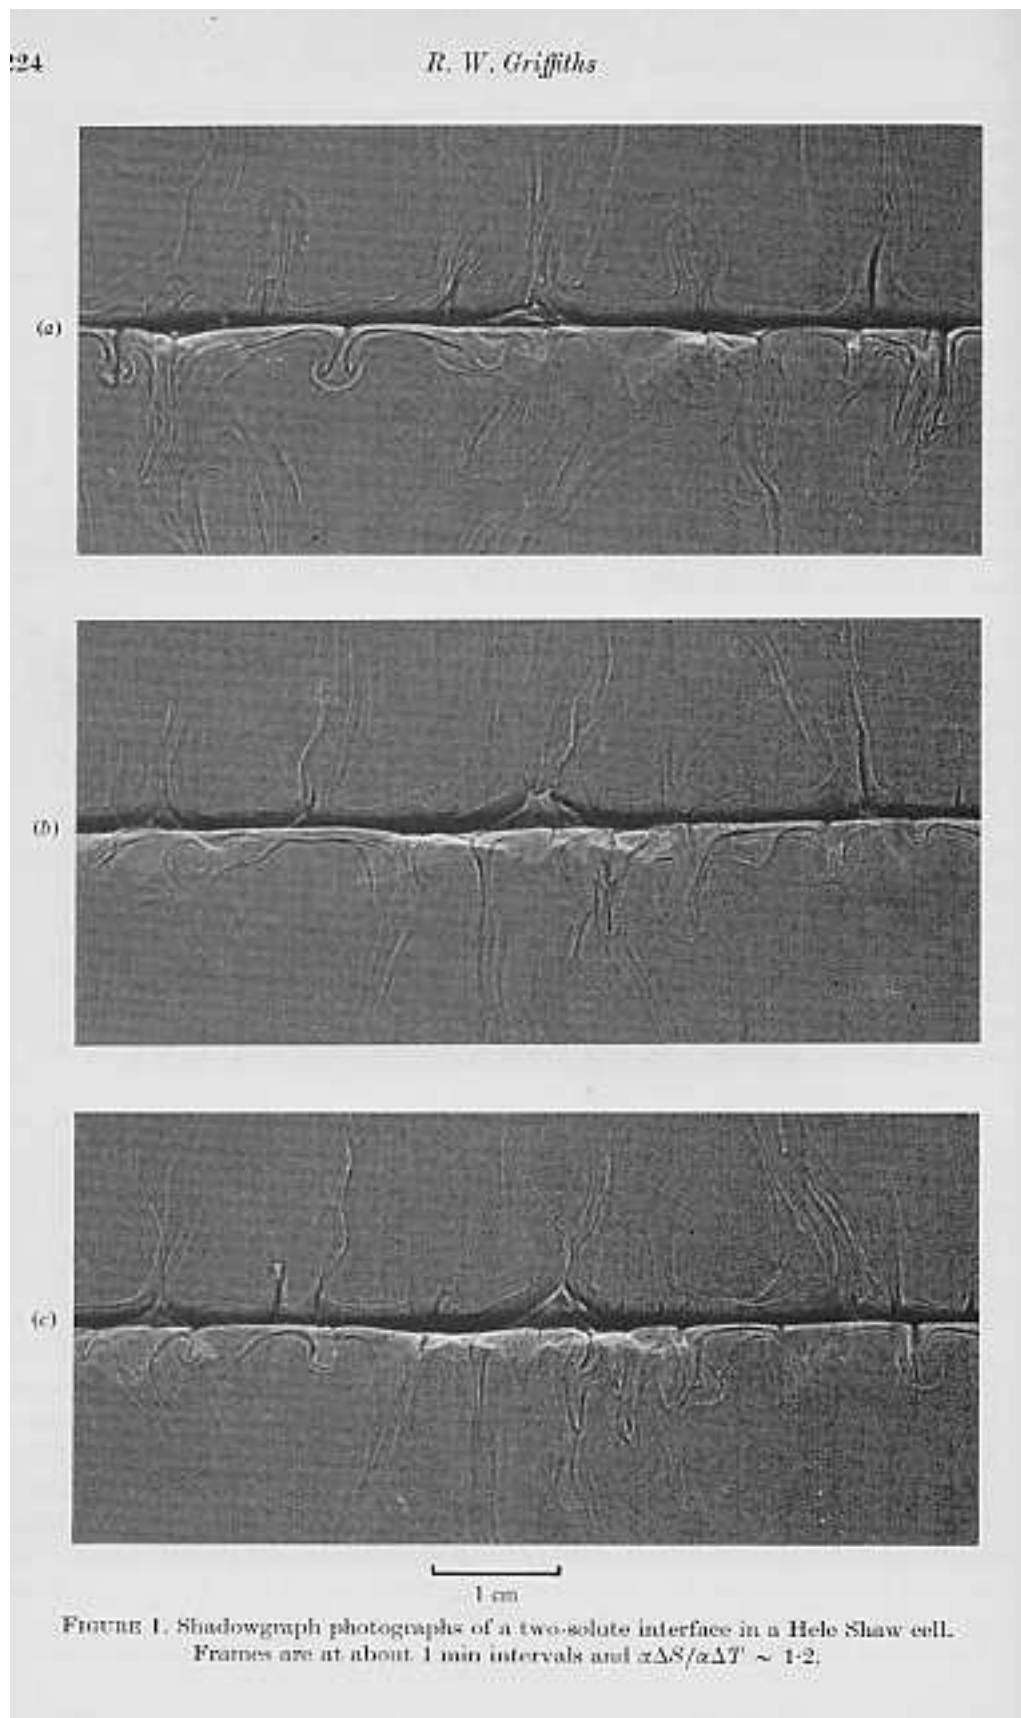 224
R. W. Griffiths
(a)
(b)
(c)
1 cm
FIGURE 1. Shadowgraph photographs of a two-solute interface in a Hele Shaw cell.
Frames are at about 1 min intervals and αΔS/αΔT ~ 1·2.